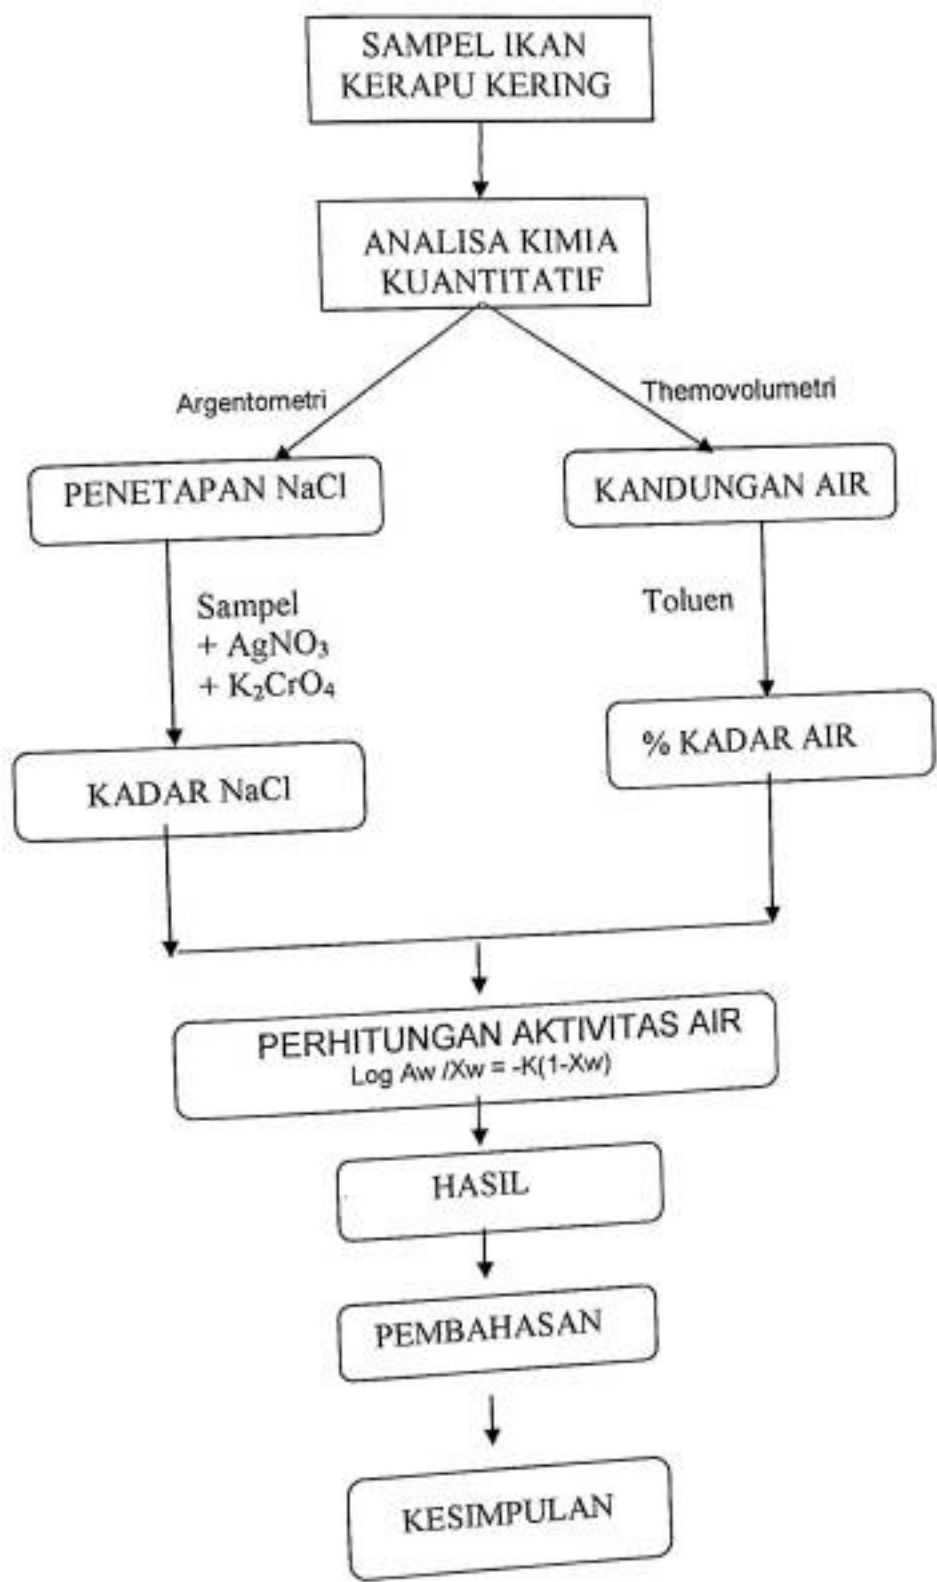 SAMPEL IKAN
KERAPU KERING
ANALISA KIMIA
KUANTITATIF
Argentometri
Themovolumetri
PENETAPAN NaCl
KANDUNGAN AIR
Sampel
+ AgNO₃
+ K₂CrO₄
Toluen
KADAR NaCl
% KADAR AIR
PERHITUNGAN AKTIVITAS AIR
Log Aw /Xw = -K(1-Xw)
HASIL
PEMBAHASAN
KESIMPULAN